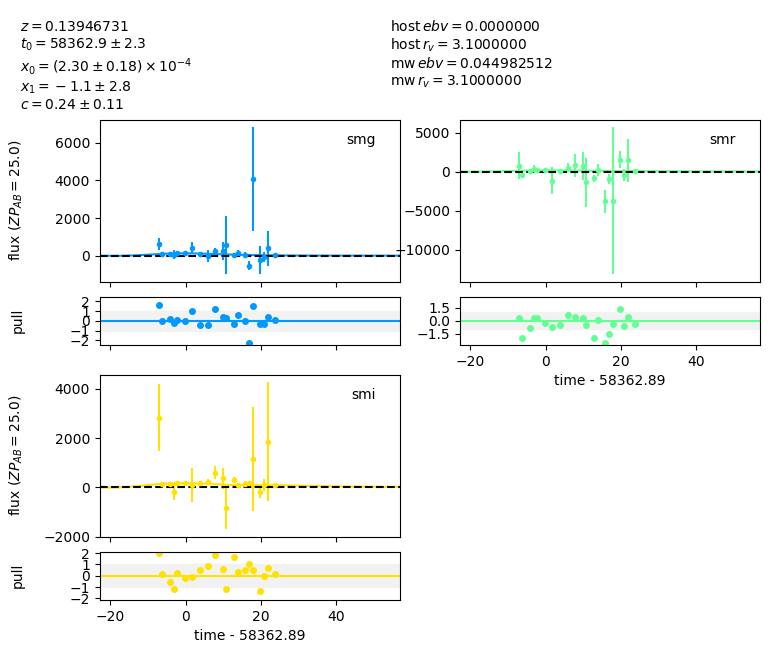 z = 0.13946731
t₀ = 58362.9 ± 2.3
x₀ = (2.30 ± 0.18) × 10⁻⁴
x₁ = −1.1 ± 2.8
c = 0.24 ± 0.11
host ebv = 0.0000000
host r_v = 3.1000000
mw ebv = 0.044982512
mw r_v = 3.1000000
smg
flux (ZP_AB = 25.0)
6000
4000
2000
0
pull
2
1
0
−1
−2
smr
5000
0
−5000
−10000
1.5
0.0
−1.5
−20 0 20 40
time - 58362.89
smi
flux (ZP_AB = 25.0)
4000
2000
0
−2000
pull
2
1
0
−1
−2
−20 0 20 40
time - 58362.89